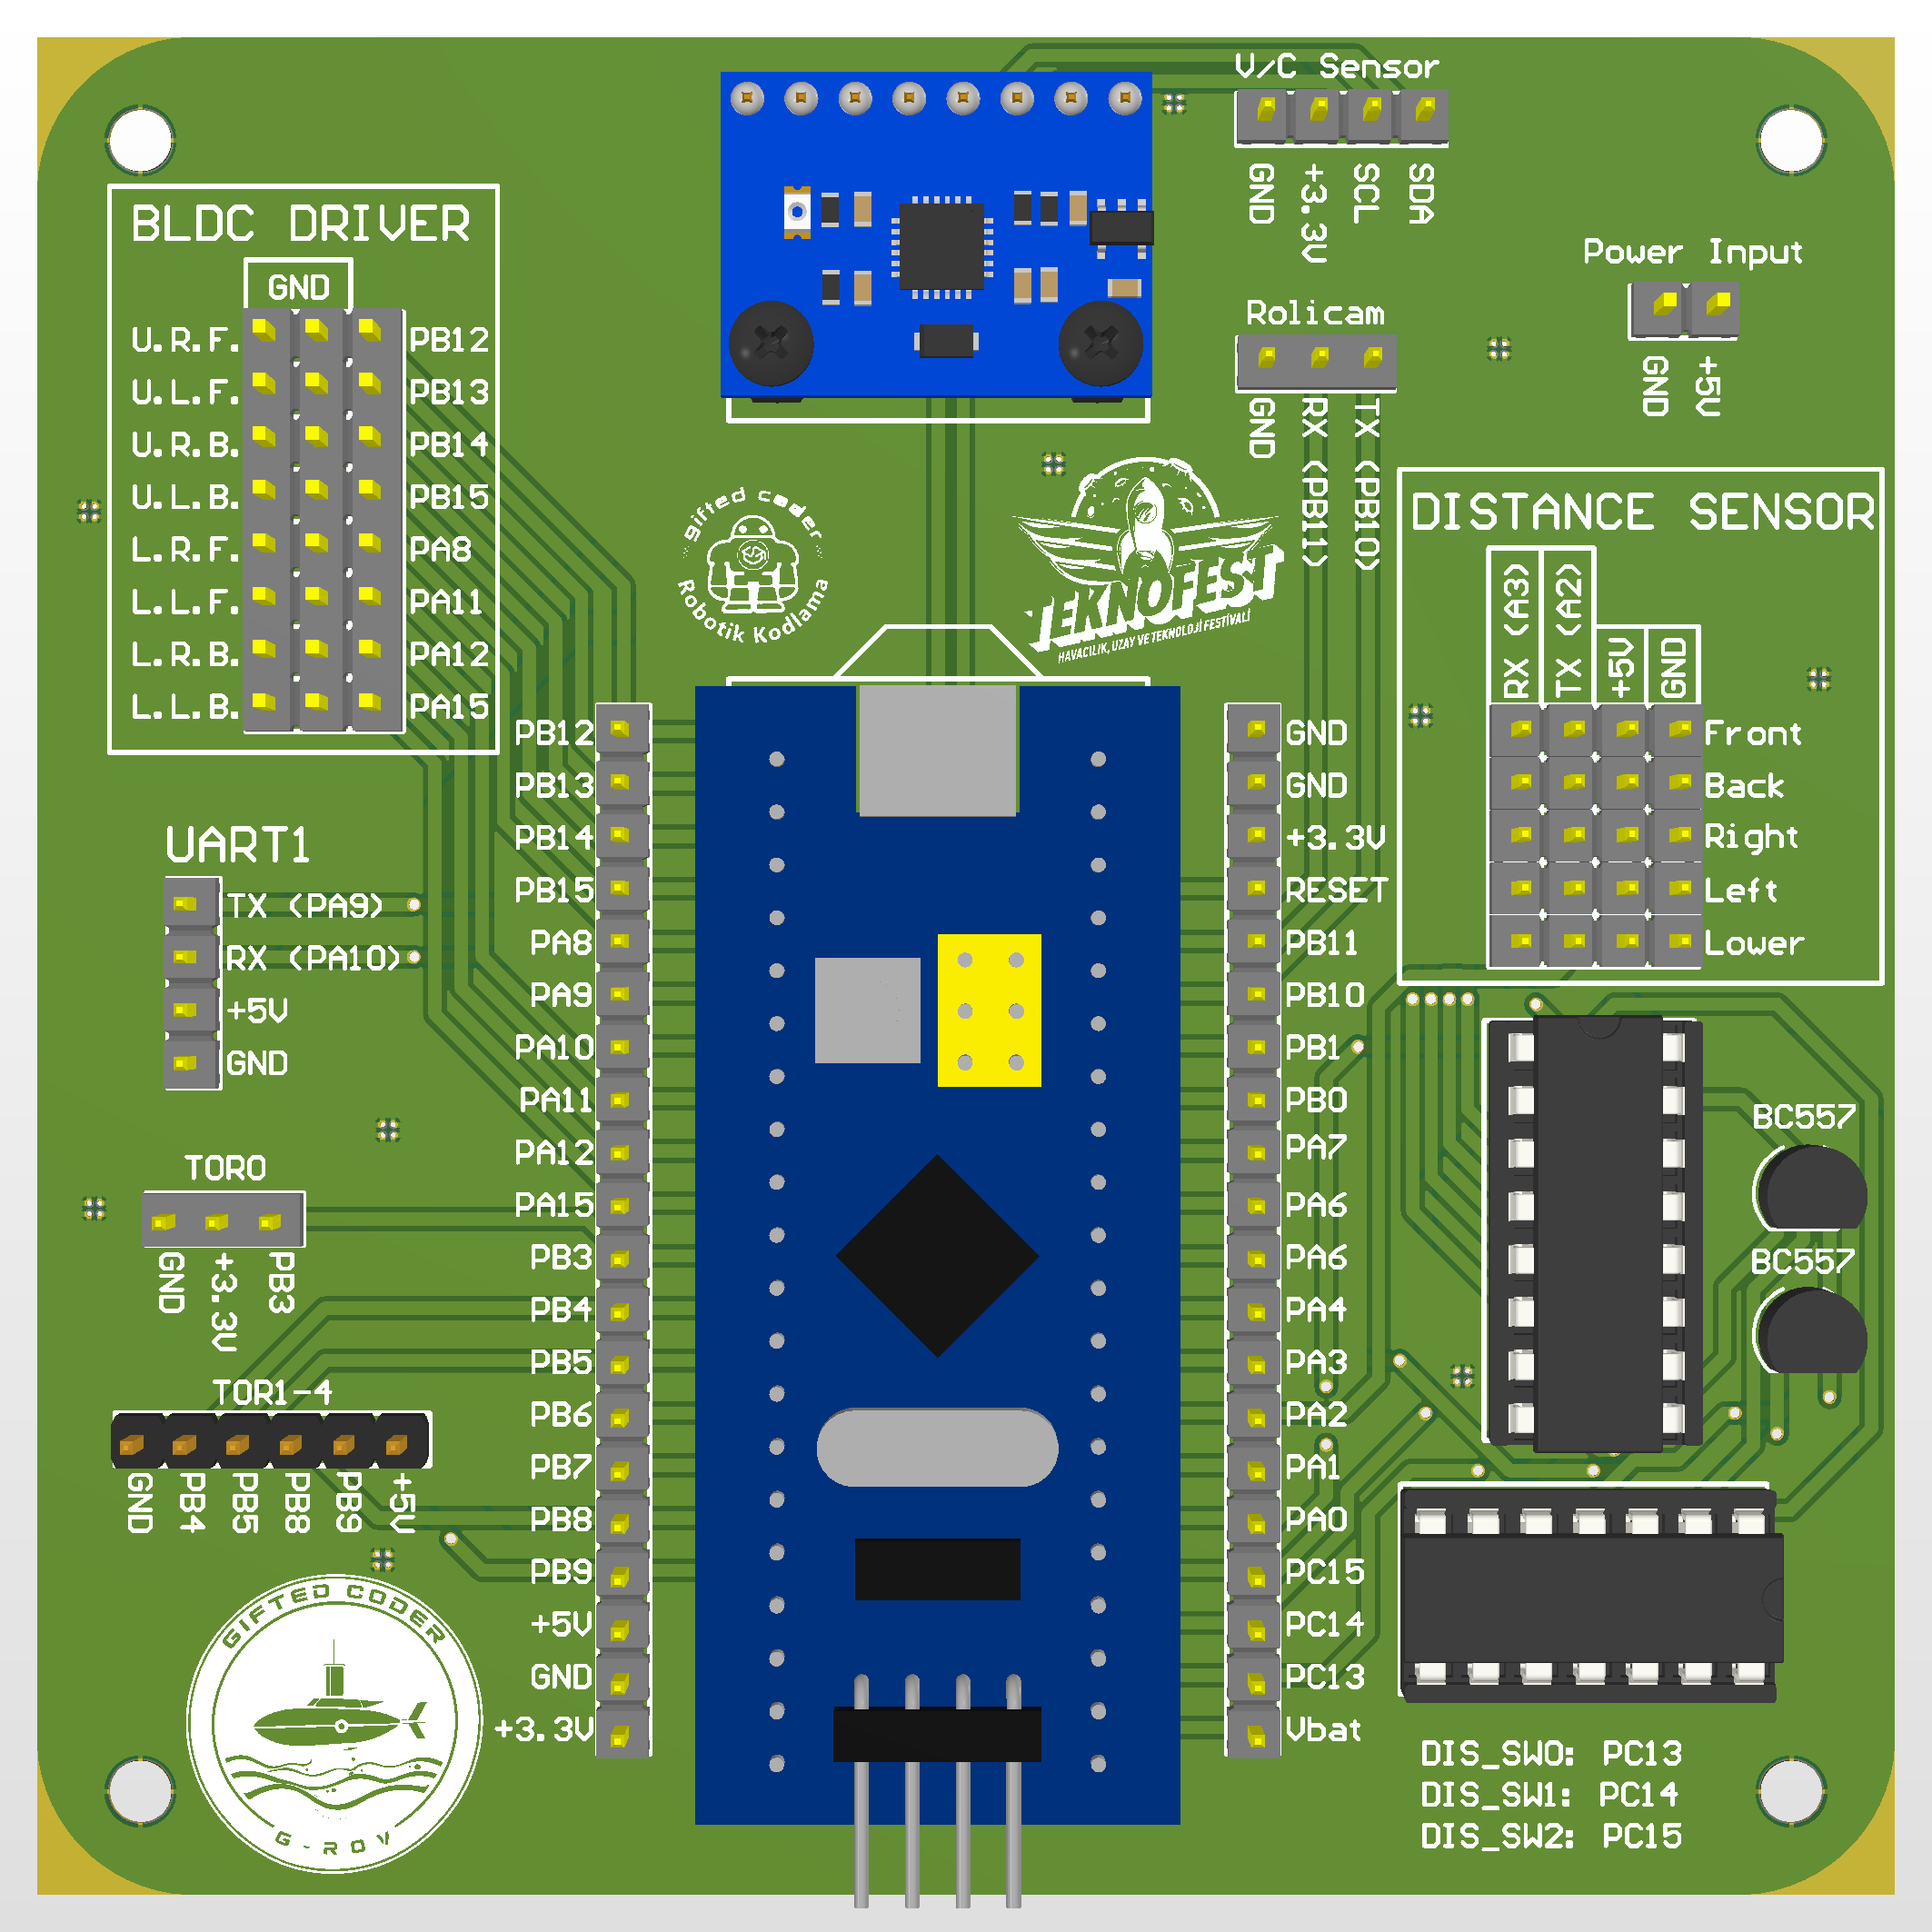 V/C Sensor
GND
+3.3V
SCL
SDA
BLDC DRIVER
GND
U.R.F. PB12
U.L.F. PB13
U.R.B. PB14
U.L.B. PB15
L.R.F. PA8
L.L.F. PA11
L.R.B. PA12
L.L.B. PA15
Power Input
GND
+5V
Rolicam
GND
RX (PB11)
TX (PB10)
gifted coder
Robotik Kodlama
TEKNOFEST
HAVACILIK, UZAY VE TEKNOLOJİ FESTİVALİ
DISTANCE SENSOR
RX (A3)
TX (A2)
+5V
GND
Front
Back
Right
Left
Lower
UART1
TX (PA9)
RX (PA10)
+5V
GND
PB12
PB13
PB14
PB15
PA8
PA9
PA10
PA11
PA12
PA15
PB3
PB4
PB5
PB6
PB7
PB8
PB9
+5V
GND
+3.3V
GND
GND
+3.3V
RESET
PB11
PB10
PB1
PB0
PA7
PA6
PA6
PA4
PA3
PA2
PA1
PA0
PC15
PC14
PC13
Vbat
BC557
BC557
TOR0
GND
+3.3V
PB3
TOR1-4
GND
PB4
PB5
PB8
PB9
+5V
GIFTED CODER
G-ROV
DIS_SW0: PC13
DIS_SW1: PC14
DIS_SW2: PC15